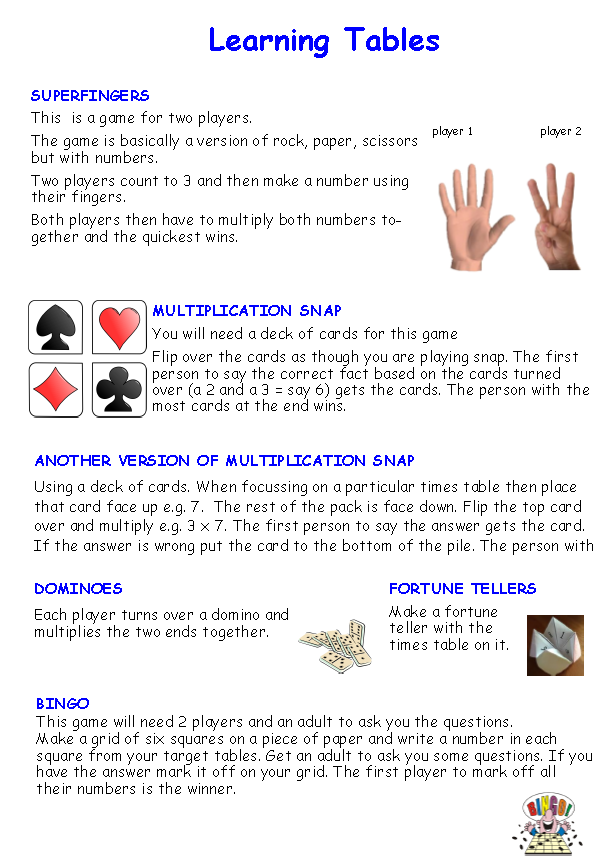 Learning Tables
SUPERFINGERS
This is a game for two players.
The game is basically a version of rock, paper, scissors
but with numbers.
Two players count to 3 and then make a number using
their fingers.
Both players then have to multiply both numbers to-
gether and the quickest wins.
player 1
player 2
MULTIPLICATION SNAP
You will need a deck of cards for this game
Flip over the cards as though you are playing snap. The first
person to say the correct fact based on the cards turned
over (a 2 and a 3 = say 6) gets the cards. The person with the
most cards at the end wins.
ANOTHER VERSION OF MULTIPLICATION SNAP
Using a deck of cards. When focussing on a particular times table then place
that card face up e.g. 7. The rest of the pack is face down. Flip the top card
over and multiply e.g. 3 x 7. The first person to say the answer gets the card.
If the answer is wrong put the card to the bottom of the pile. The person with
DOMINOES
Each player turns over a domino and
multiplies the two ends together.
FORTUNE TELLERS
Make a fortune
teller with the
times table on it.
BINGO
This game will need 2 players and an adult to ask you the questions.
Make a grid of six squares on a piece of paper and write a number in each
square from your target tables. Get an adult to ask you some questions. If you
have the answer mark it off on your grid. The first player to mark off all
their numbers is the winner.
BINGO!